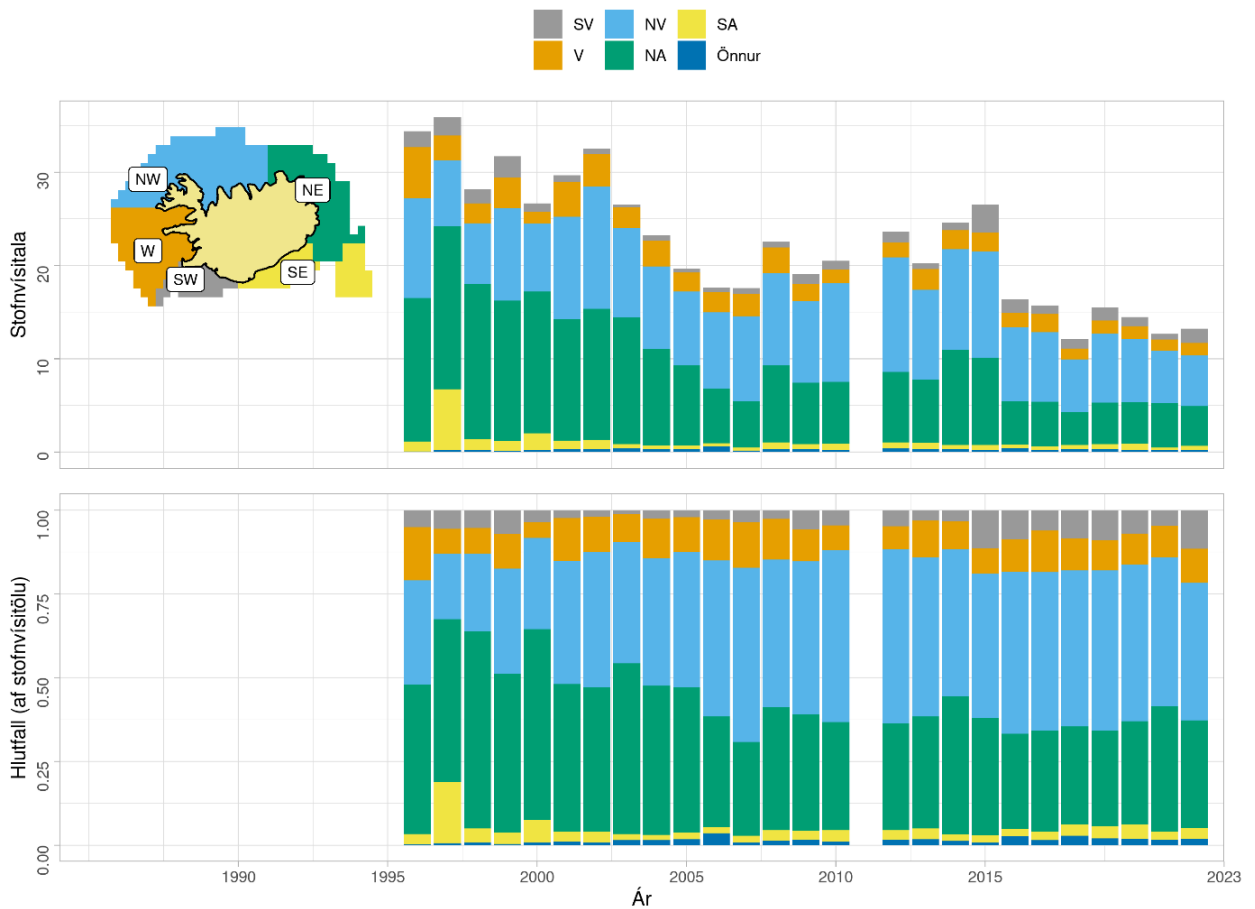 SV NV SA
V NA Önnur
Stofnvísitala
30
20
10
0
NW
NE
W
SW
SE
Hlutfall (af stofnvísitölu)
1.00
0.75
0.50
0.25
0.00
1990 1995 2000 2005 2010 2015 2023
Ár